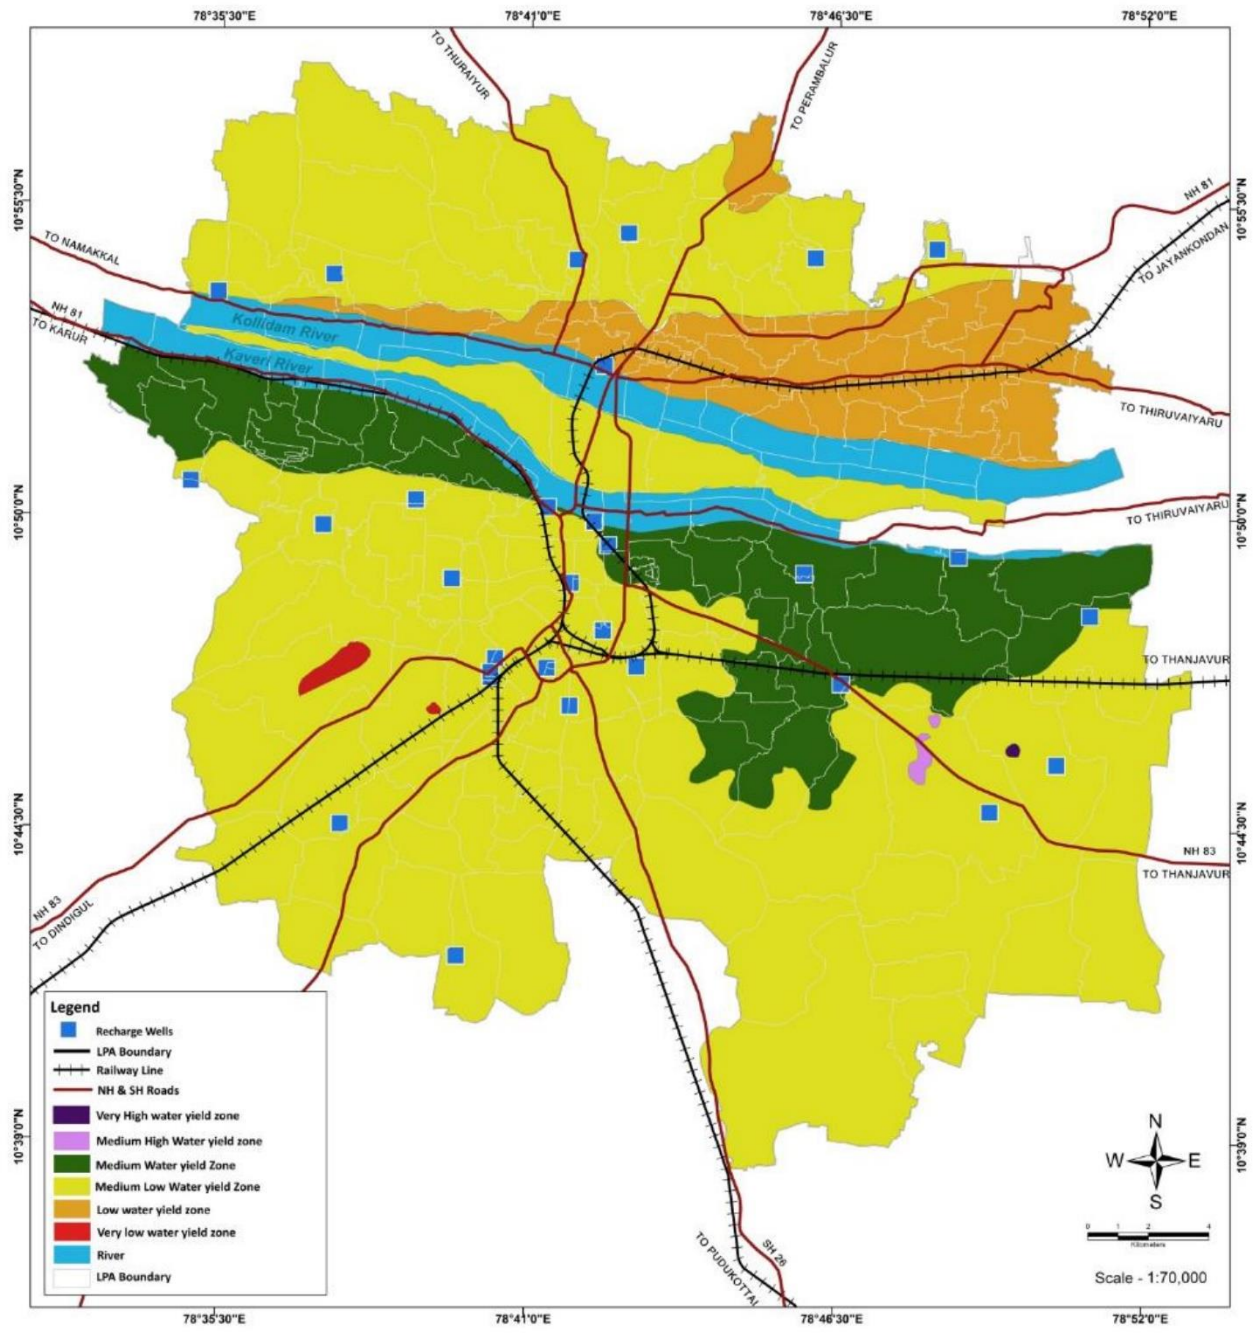 78°35'30"E
78°41'0"E
78°46'30"E
78°52'0"E
TO THURAIYUR
TO PERAMBALUR
10°55'30"N
10°55'30"N
NH 81
TO JAYANKONDAN
TO NAMAKKAL
NH 81
TO KARUR
Kollidam River
Kaveri River
TO THIRUVAIYARU
10°50'0"N
10°50'0"N
TO THIRUVAIYARU
TO THANJAVUR
10°44'30"N
10°44'30"N
NH 83
TO THANJAVUR
NH 83
TO DINDIGUL
Legend
Recharge Wells
LPA Boundary
Railway Line
NH & SH Roads
Very High water yield zone
Medium High Water yield zone
Medium Water yield Zone
Medium Low Water yield Zone
Low water yield zone
Very low water yield zone
River
LPA Boundary
10°39'0"N
10°39'0"N
N
W E
S
0 1 2 4
Kilometers
Scale - 1:70,000
SH 26
TO PUDUKOTTAI
78°35'30"E
78°41'0"E
78°46'30"E
78°52'0"E